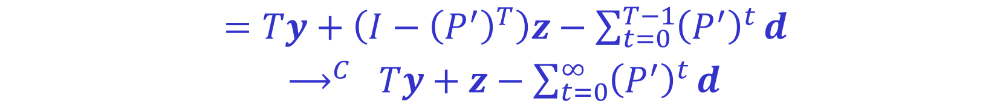 = T𝒚 + (I − (P′)^T)𝒛 − ∑_{t=0}^{T−1}(P′)^t 𝒅
⟶^C T𝒚 + 𝒛 − ∑_{t=0}^{∞}(P′)^t 𝒅